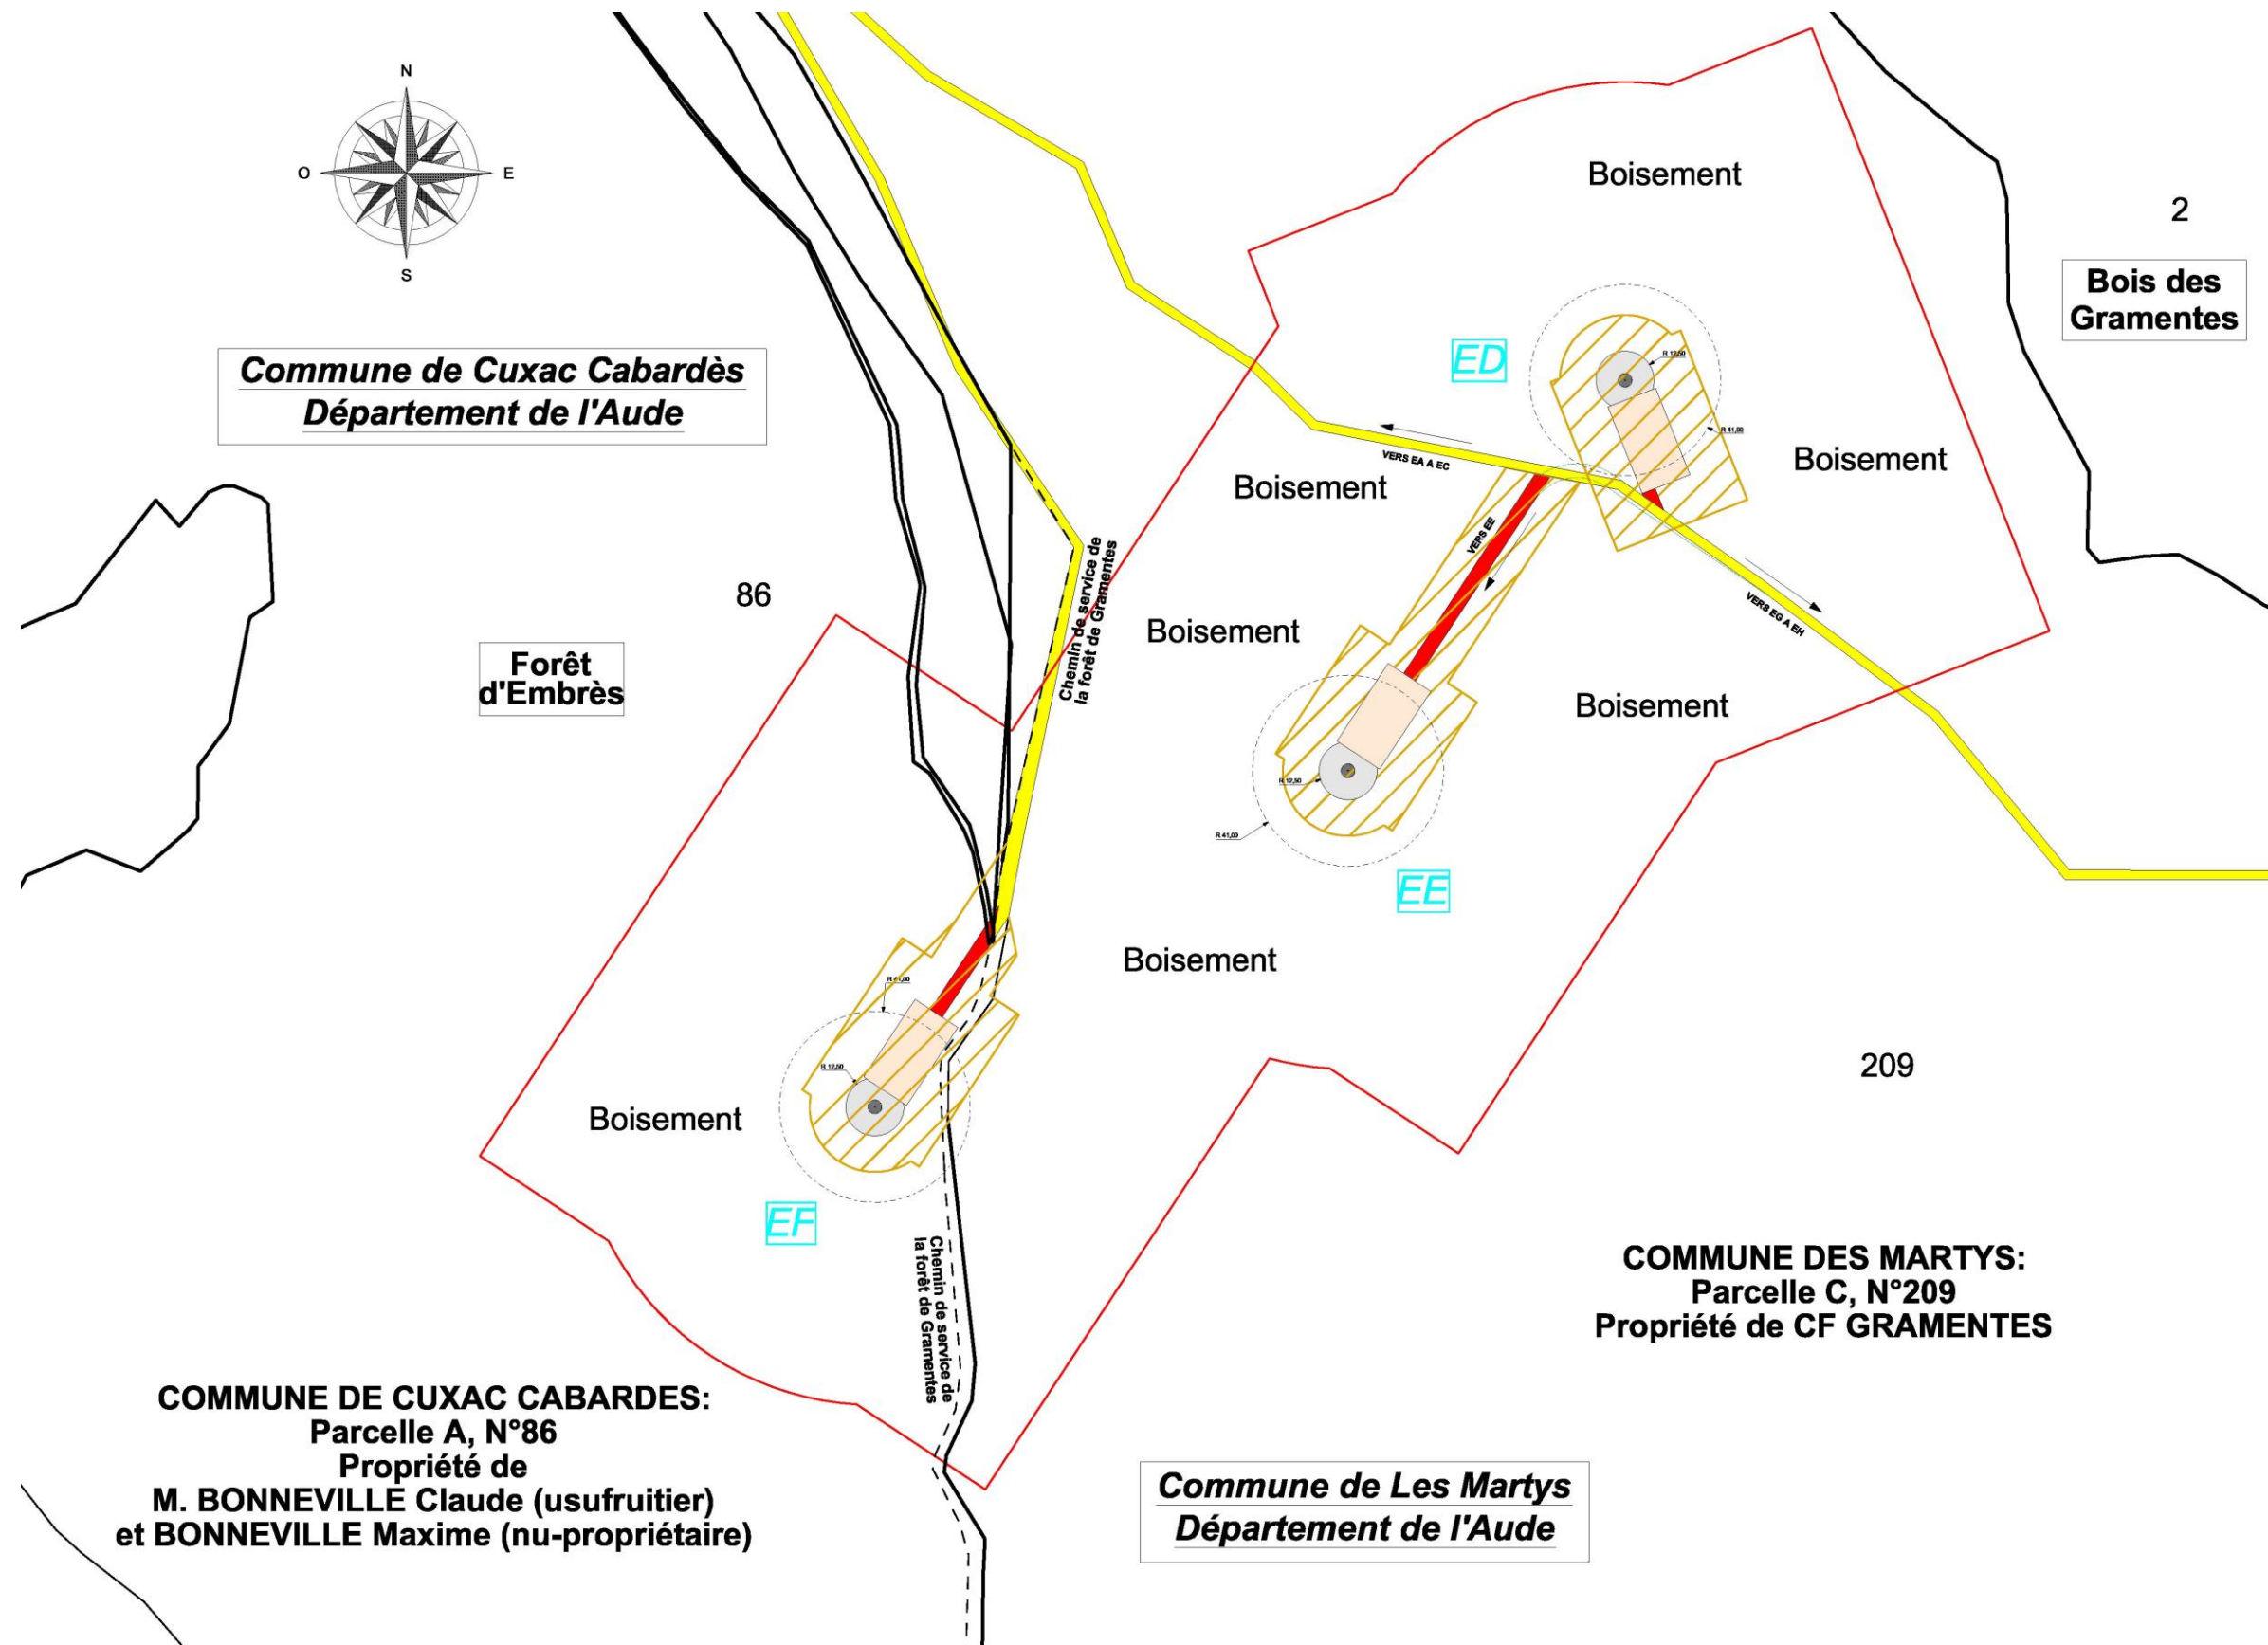 N
O
E
S
Commune de Cuxac Cabardès
Département de l'Aude
Boisement
2
Bois des
Gramentes
ED
R 12,50
R 41,00
VERS EA A EC
Boisement
Boisement
VERS EE
Chemin de service de
la forêt de Gramentes
86
Forêt
d'Embrès
Boisement
VERS EG A EH
Boisement
R 12,50
R 41,00
EE
Boisement
R 12,50
Boisement
EF
209
Chemin de service de
la forêt de Gramentes
COMMUNE DES MARTYS:
Parcelle C, N°209
Propriété de CF GRAMENTES
COMMUNE DE CUXAC CABARDES:
Parcelle A, N°86
Propriété de
M. BONNEVILLE Claude (usufruitier)
et BONNEVILLE Maxime (nu-propriétaire)
Commune de Les Martys
Département de l'Aude